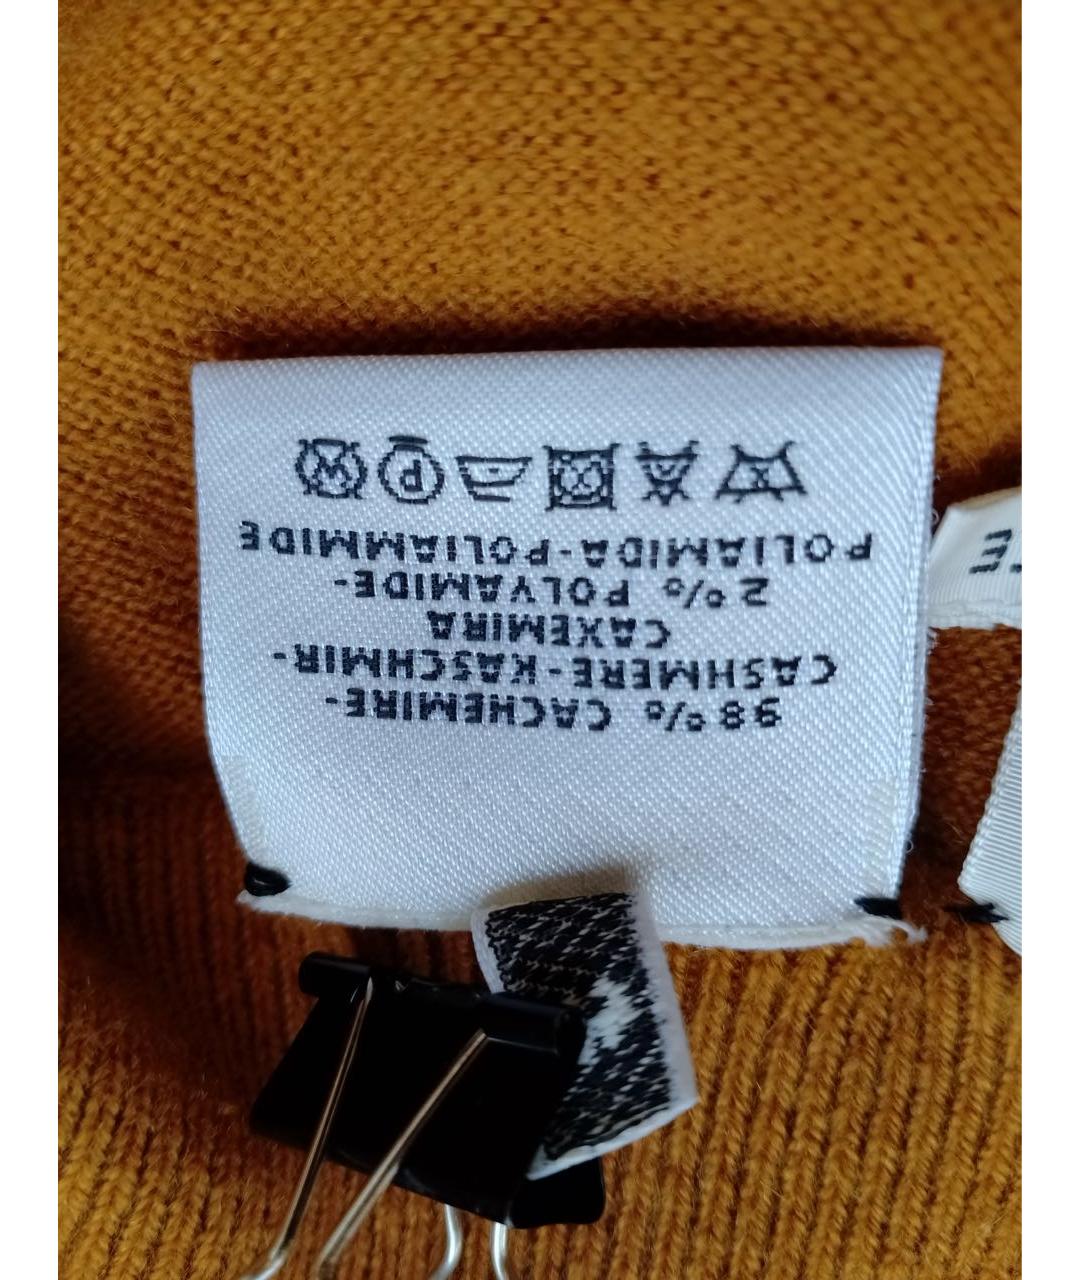 98% CACHEMIRE-
CASHMERE-KASCHMIR-
CAXEMIRA
2% POLYAMIDE-
POLIAMIDA-POLIAMMIDE
P W